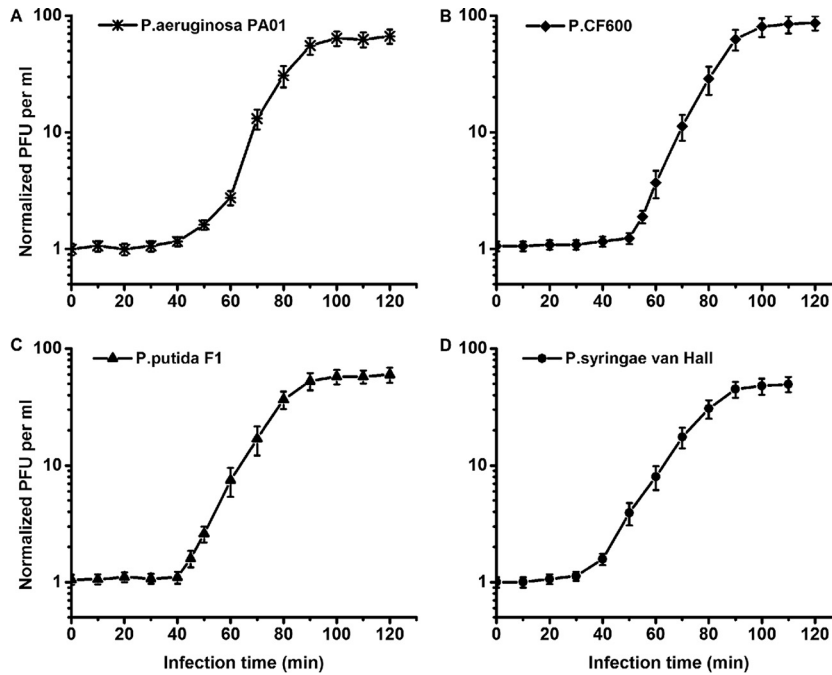 A
P.aeruginosa PA01
Normalized PFU per ml
100
10
1
0 20 40 60 80 100 120
B
P.CF600
100
10
1
0 20 40 60 80 100 120
C
P.putida F1
Normalized PFU per ml
100
10
1
0 20 40 60 80 100 120
Infection time (min)
D
P.syringae van Hall
100
10
1
0 20 40 60 80 100 120
Infection time (min)